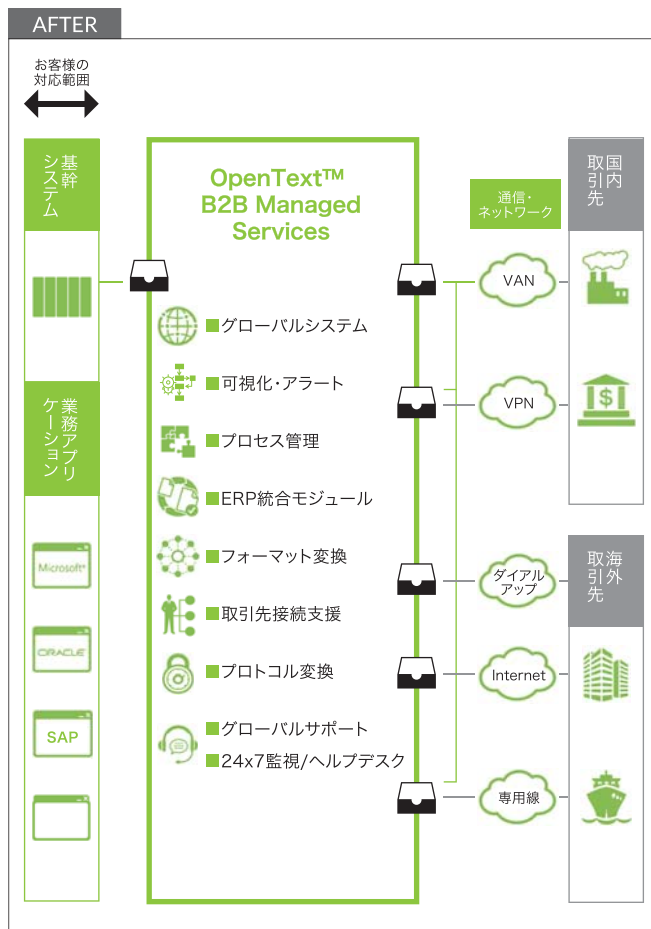 AFTER
お客様の
対応範囲
基幹
システム
業務アプリ
ケーション
Microsoft®
ORACLE
SAP
OpenText™
B2B Managed
Services
■グローバルシステム
■可視化・アラート
■プロセス管理
■ERP統合モジュール
■フォーマット変換
■取引先接続支援
■プロトコル変換
■グローバルサポート
■24x7監視/ヘルプデスク
通信・
ネットワーク
VAN
VPN
ダイアル
アップ
Internet
専用線
国内
取引先
$
海外
取引先